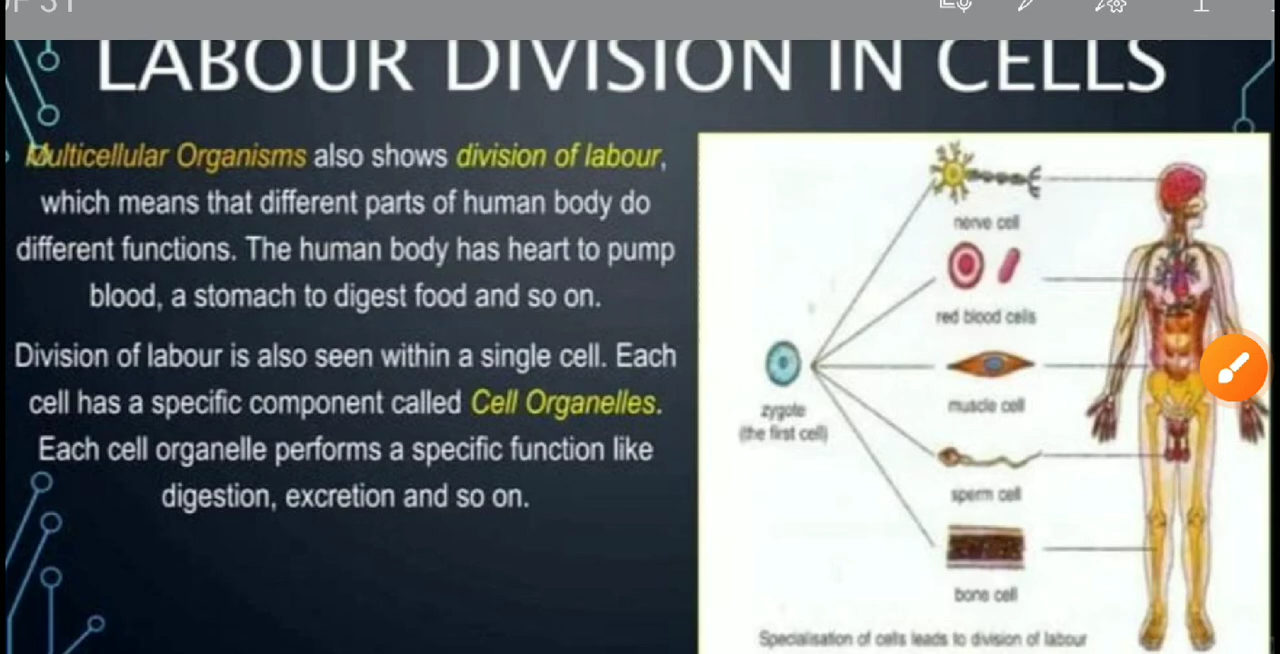 LABOUR DIVISION IN CELLS
Multicellular Organisms also shows division of labour,
which means that different parts of human body do
different functions. The human body has heart to pump
blood, a stomach to digest food and so on.
Division of labour is also seen within a single cell. Each
cell has a specific component called Cell Organelles.
Each cell organelle performs a specific function like
digestion, excretion and so on.
nerve cell
red blood cells
muscle cell
zygote
(the first cell)
sperm cell
bone cell
Specialisation of cells leads to division of labour